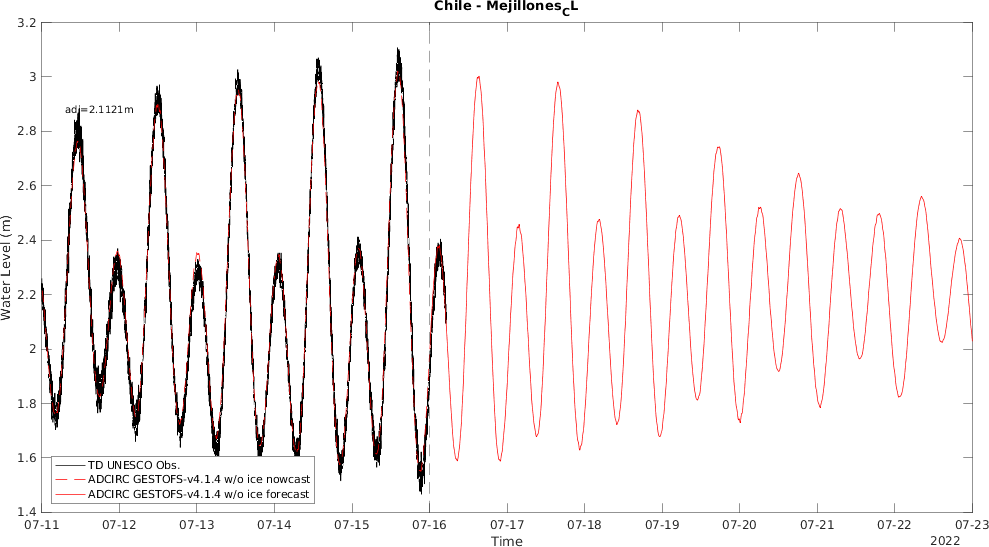 Chile - Mejillones_CL
3.2
3
2.8
2.6
2.4
2.2
2
1.8
1.6
1.4
Water Level (m)
adj=2.1121m
TD UNESCO Obs.
ADCIRC GESTOFS-v4.1.4 w/o ice nowcast
ADCIRC GESTOFS-v4.1.4 w/o ice forecast
07-11 07-12 07-13 07-14 07-15 07-16 07-17 07-18 07-19 07-20 07-21 07-22 07-23
Time
2022